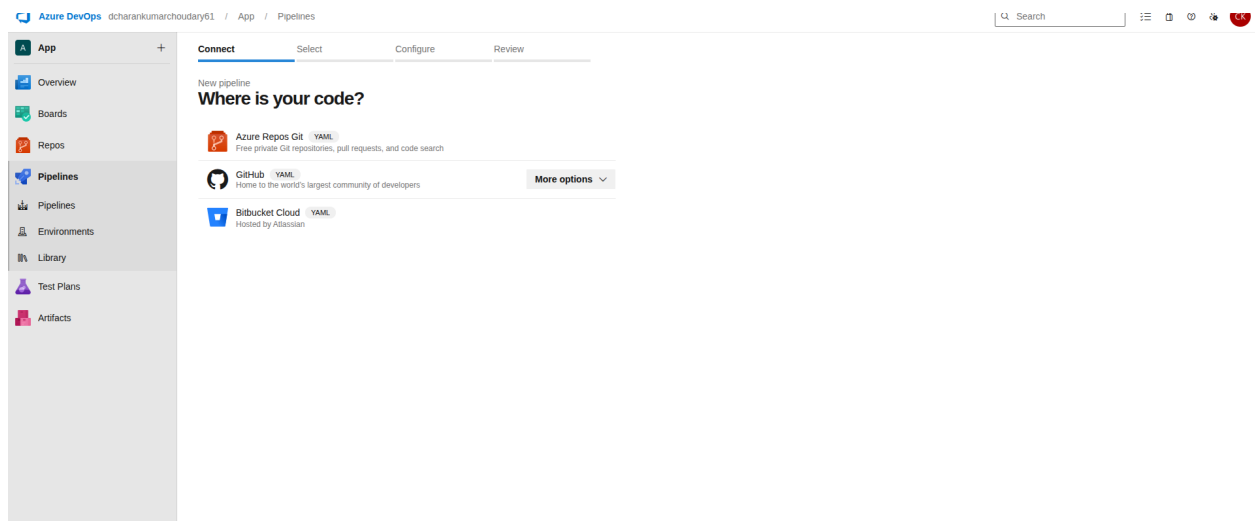 Azure DevOps dcharankumarchoudary61 / App / Pipelines
Search
CK
A App +
Overview
Boards
Repos
Pipelines
Pipelines
Environments
Library
Test Plans
Artifacts
Connect Select Configure Review
New pipeline
Where is your code?
Azure Repos Git YAML
Free private Git repositories, pull requests, and code search
GitHub YAML
Home to the world's largest community of developers
More options
Bitbucket Cloud YAML
Hosted by Atlassian